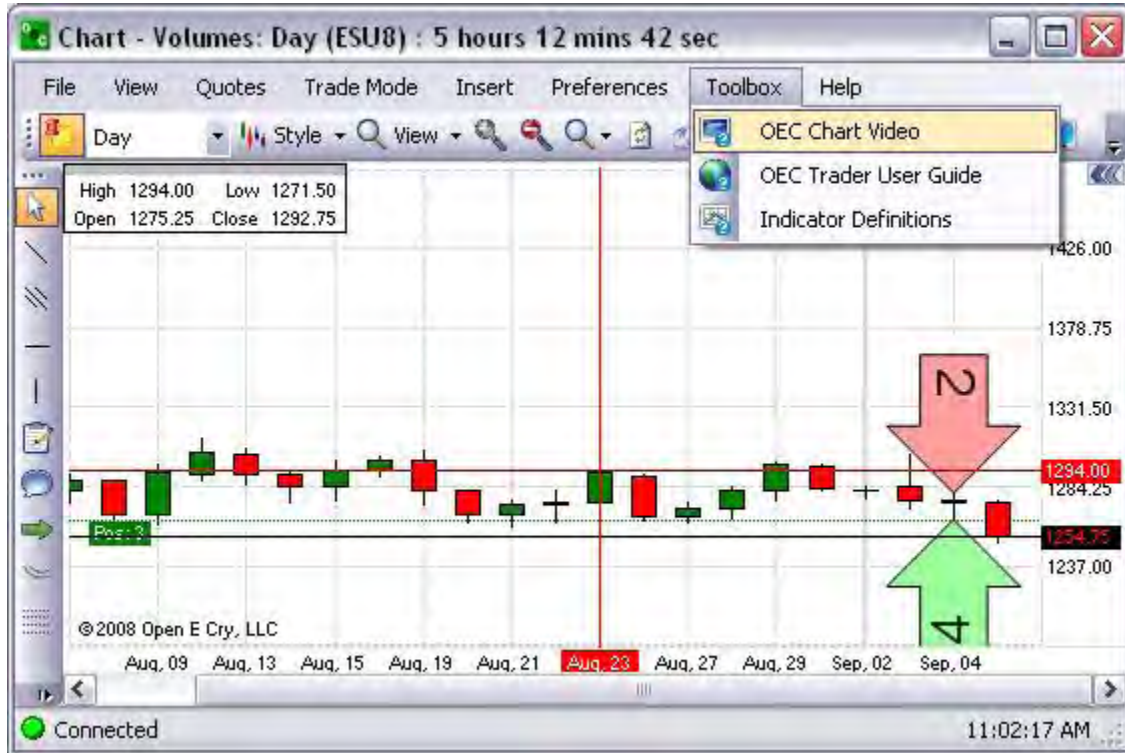 Chart - Volumes: Day (ESU8) : 5 hours 12 mins 42 sec
File View Quotes Trade Mode Insert Preferences Toolbox Help
Day Style View
OEC Chart Video
OEC Trader User Guide
Indicator Definitions
High 1294.00 Low 1271.50
Open 1275.25 Close 1292.75
1426.00
1378.75
2
1331.50
1294.00
1284.25
Pos: 3
1254.75
1237.00
4
©2008 Open E Cry, LLC
Aug, 09 Aug, 13 Aug, 15 Aug, 19 Aug, 21 Aug, 23 Aug, 27 Aug, 29 Sep, 02 Sep, 04
Connected 11:02:17 AM